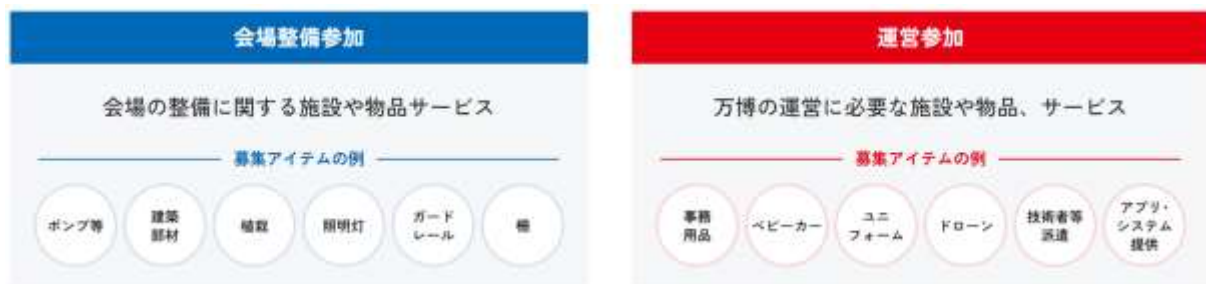 会場整備参加
会場の整備に関する施設や物品サービス
募集アイテムの例
ポンプ等
建築
部材
植栽
照明灯
ガード
レール
柵
運営参加
万博の運営に必要な施設や物品、サービス
募集アイテムの例
事務
用品
ベビーカー
ユニ
フォーム
ドローン
技術者等
派遣
アプリ・
システム
提供